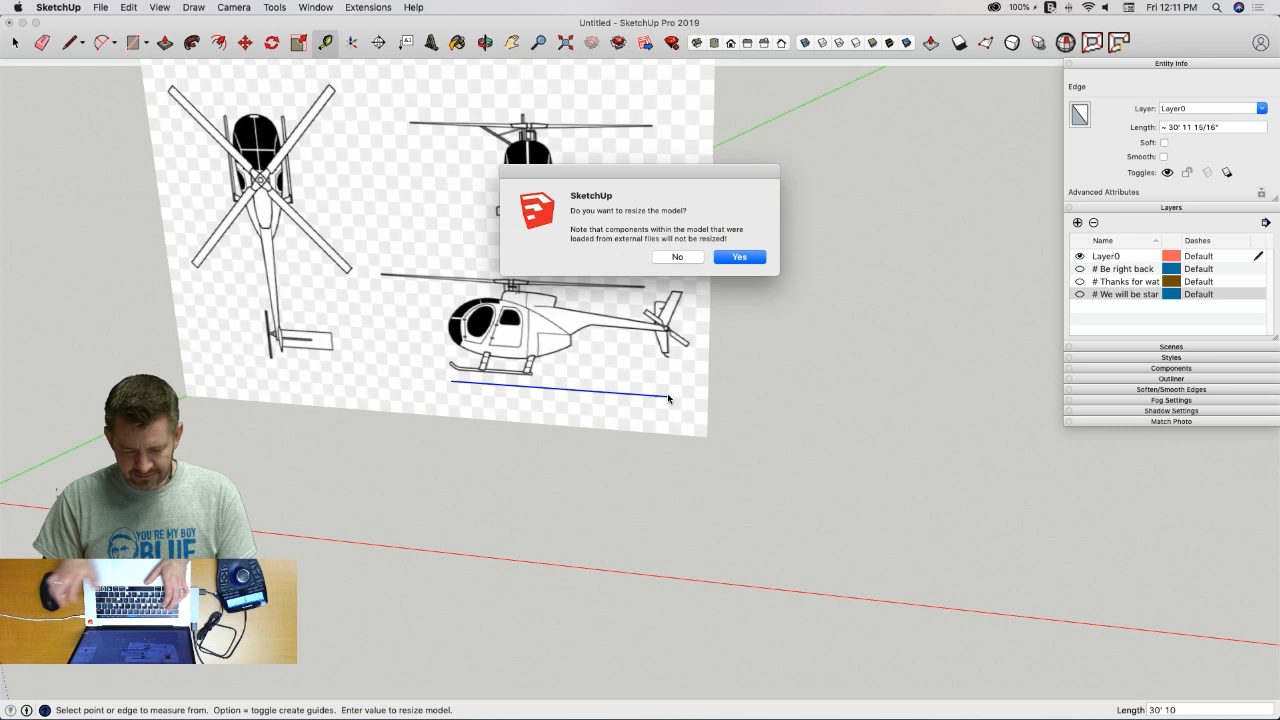 SketchUp File Edit View Draw Camera Tools Window Extensions Help
100% Fri 12:11 PM
Untitled - SketchUp Pro 2019
A1
Entity Info
Edge
Layer: Layer0
Length: ~ 30' 11 15/16"
Soft:
Smooth:
Toggles:
Advanced Attributes
Layers
Name Dashes
Layer0 Default
# Be right back Default
# Thanks for wat Default
# We will be star Default
Scenes
Styles
Components
Outliner
Soften/Smooth Edges
Fog Settings
Shadow Settings
Match Photo
SketchUp
Do you want to resize the model?
Note that components within the model that were
loaded from external files will not be resized!
No Yes
YOU'RE MY BOY
BLUE
Select point or edge to measure from. Option = toggle create guides. Enter value to resize model.
Length 30' 10